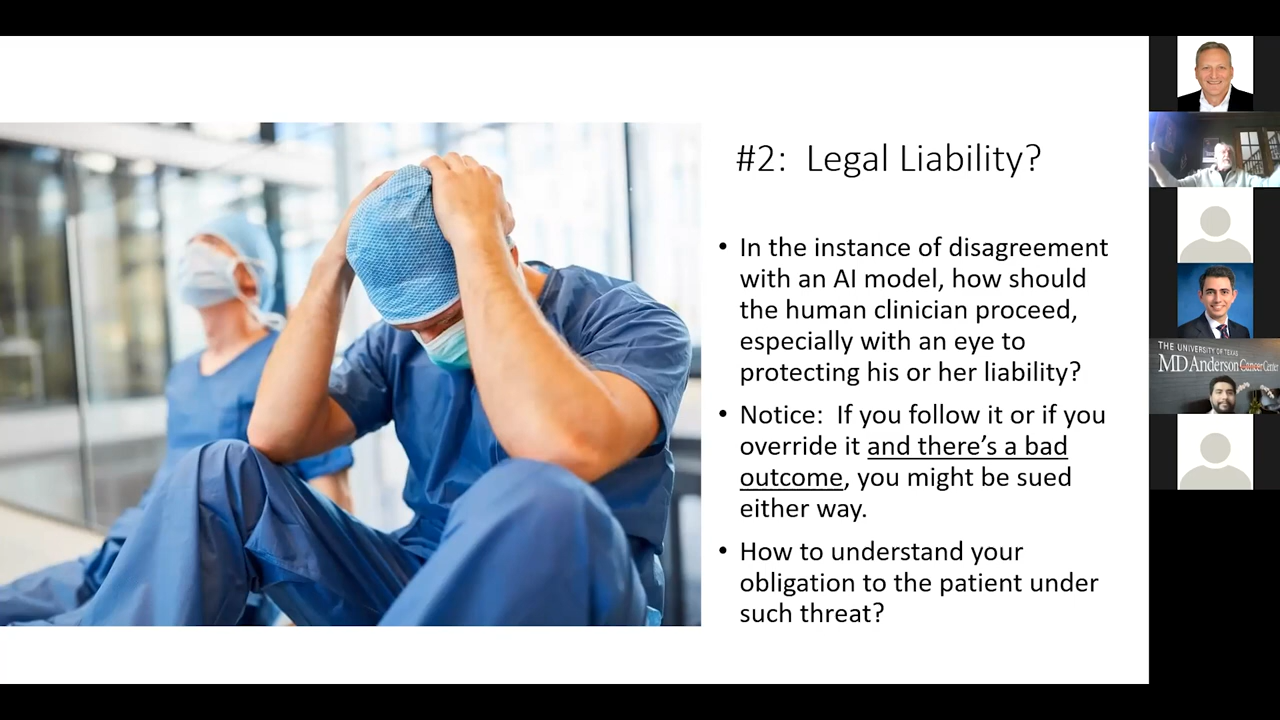 #2:  Legal Liability?
• In the instance of disagreement
with an AI model, how should
the human clinician proceed,
especially with an eye to
protecting his or her liability?
• Notice:  If you follow it or if you
override it and there’s a bad
outcome, you might be sued
either way.
• How to understand your
obligation to the patient under
such threat?
THE UNIVERSITY OF TEXAS
MD Anderson Cancer Center